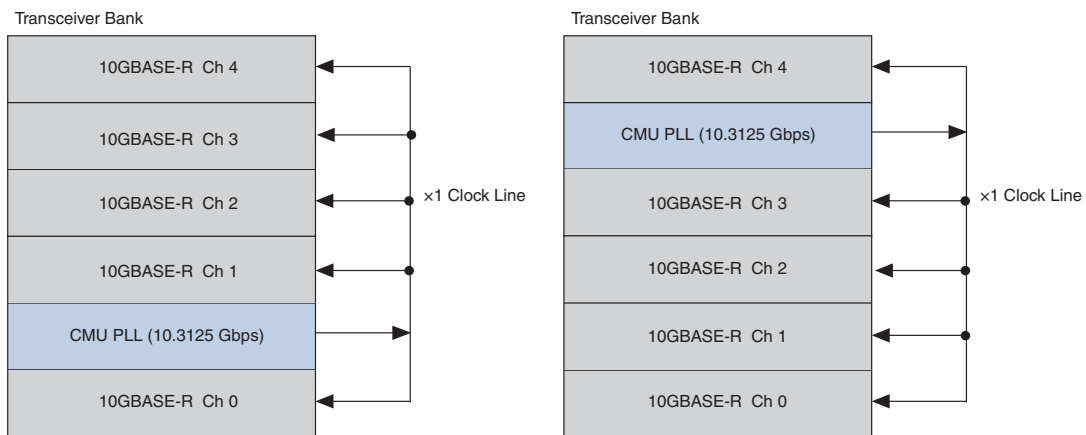 Transceiver Bank
10GBASE-R Ch 4
10GBASE-R Ch 3
10GBASE-R Ch 2
10GBASE-R Ch 1
CMU PLL (10.3125 Gbps)
10GBASE-R Ch 0
×1 Clock Line
Transceiver Bank
10GBASE-R Ch 4
CMU PLL (10.3125 Gbps)
10GBASE-R Ch 3
10GBASE-R Ch 2
10GBASE-R Ch 1
10GBASE-R Ch 0
×1 Clock Line